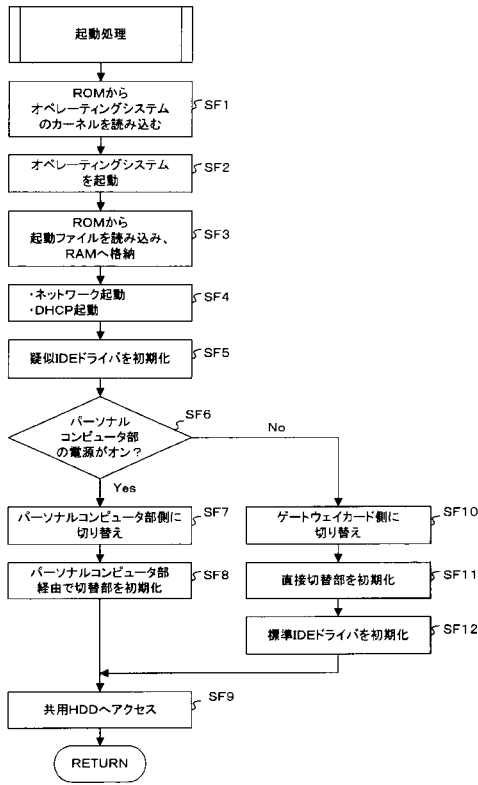 起動処理
ROMから
オペレーティングシステム
のカーネルを読み込む
SF1
オペレーティングシステム
を起動
SF2
ROMから
起動ファイルを読み込み、
RAMへ格納
SF3
・ネットワーク起動
・DHCP起動
SF4
疑似IDEドライバを初期化
SF5
パーソナル
コンピュータ部
の電源がオン？
SF6
No
Yes
パーソナルコンピュータ部側に
切り替え
SF7
ゲートウェイカード側に
切り替え
SF10
パーソナルコンピュータ部
経由で切替部を初期化
SF8
直接切替部を初期化
SF11
標準IDEドライバを初期化
SF12
共用HDDへアクセス
SF9
RETURN